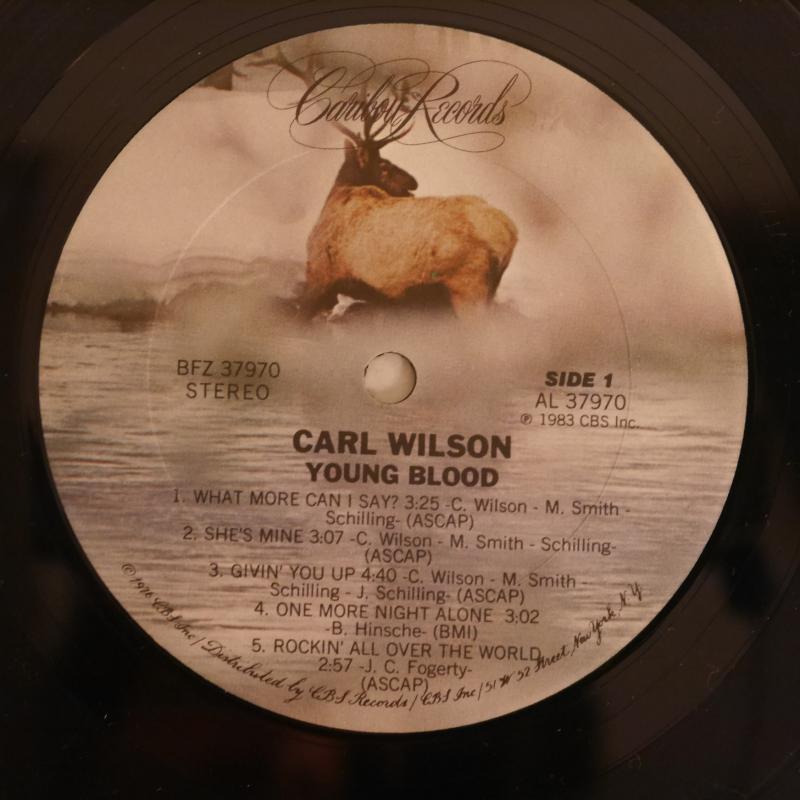 Caribou Records
BFZ 37970
STEREO
SIDE 1
AL 37970
℗ 1983 CBS Inc.
CARL WILSON
YOUNG BLOOD
1. WHAT MORE CAN I SAY? 3:25 -C. Wilson - M. Smith -
Schilling- (ASCAP)
2. SHE'S MINE 3:07 -C. Wilson - M. Smith - Schilling-
(ASCAP)
3. GIVIN' YOU UP 4:40 -C. Wilson - M. Smith -
Schilling - J. Schilling- (ASCAP)
4. ONE MORE NIGHT ALONE 3:02
-B. Hinsche- (BMI)
5. ROCKIN' ALL OVER THE WORLD
2:57 -J. C. Fogerty-
(ASCAP)
© 1976 CBS Inc / Distributed by CBS Records / CBS Inc / 51 W 52 Street New York, N.Y.